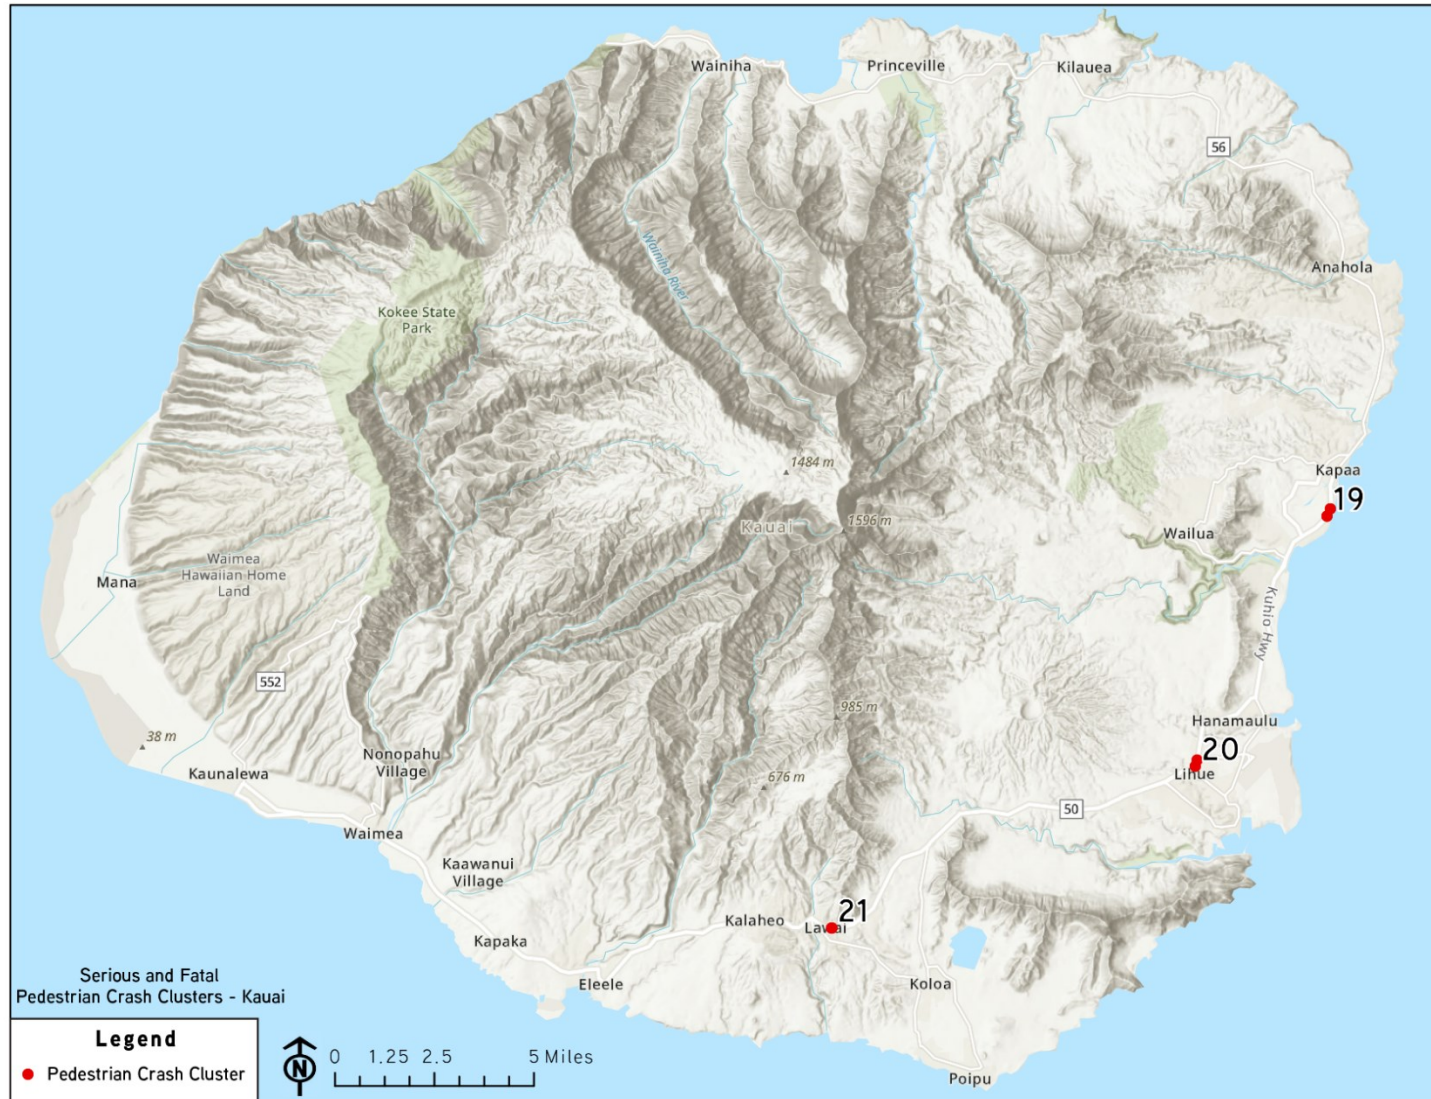 Wainiha
Princeville
Kilauea
56
Anahola
Wainiha River
Kokee State
Park
1484 m
Kapaa
19
Kauai
1596 m
Wailua
Waimea
Hawaiian Home
Land
Mana
Kuhio Hwy
552
985 m
Hanamaulu
38 m
20
Nonopahu
Village
Kaunalewa
676 m
Lihue
50
Waimea
Kaawanui
Village
21
Kalaheo
Lawai
Kapaka
Eleele
Koloa
Serious and Fatal
Pedestrian Crash Clusters - Kauai
Legend
Pedestrian Crash Cluster
N
0 1.25 2.5 5 Miles
Poipu